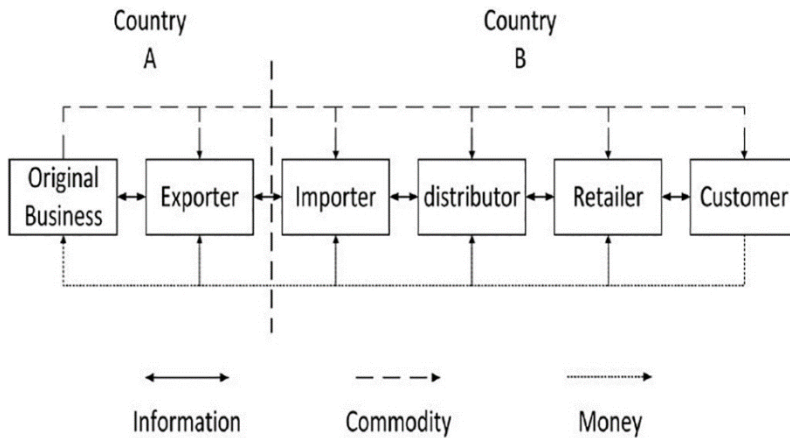 Country
A
Country
B
Original
Business
Exporter
Importer
distributor
Retailer
Customer
Information
Commodity
Money